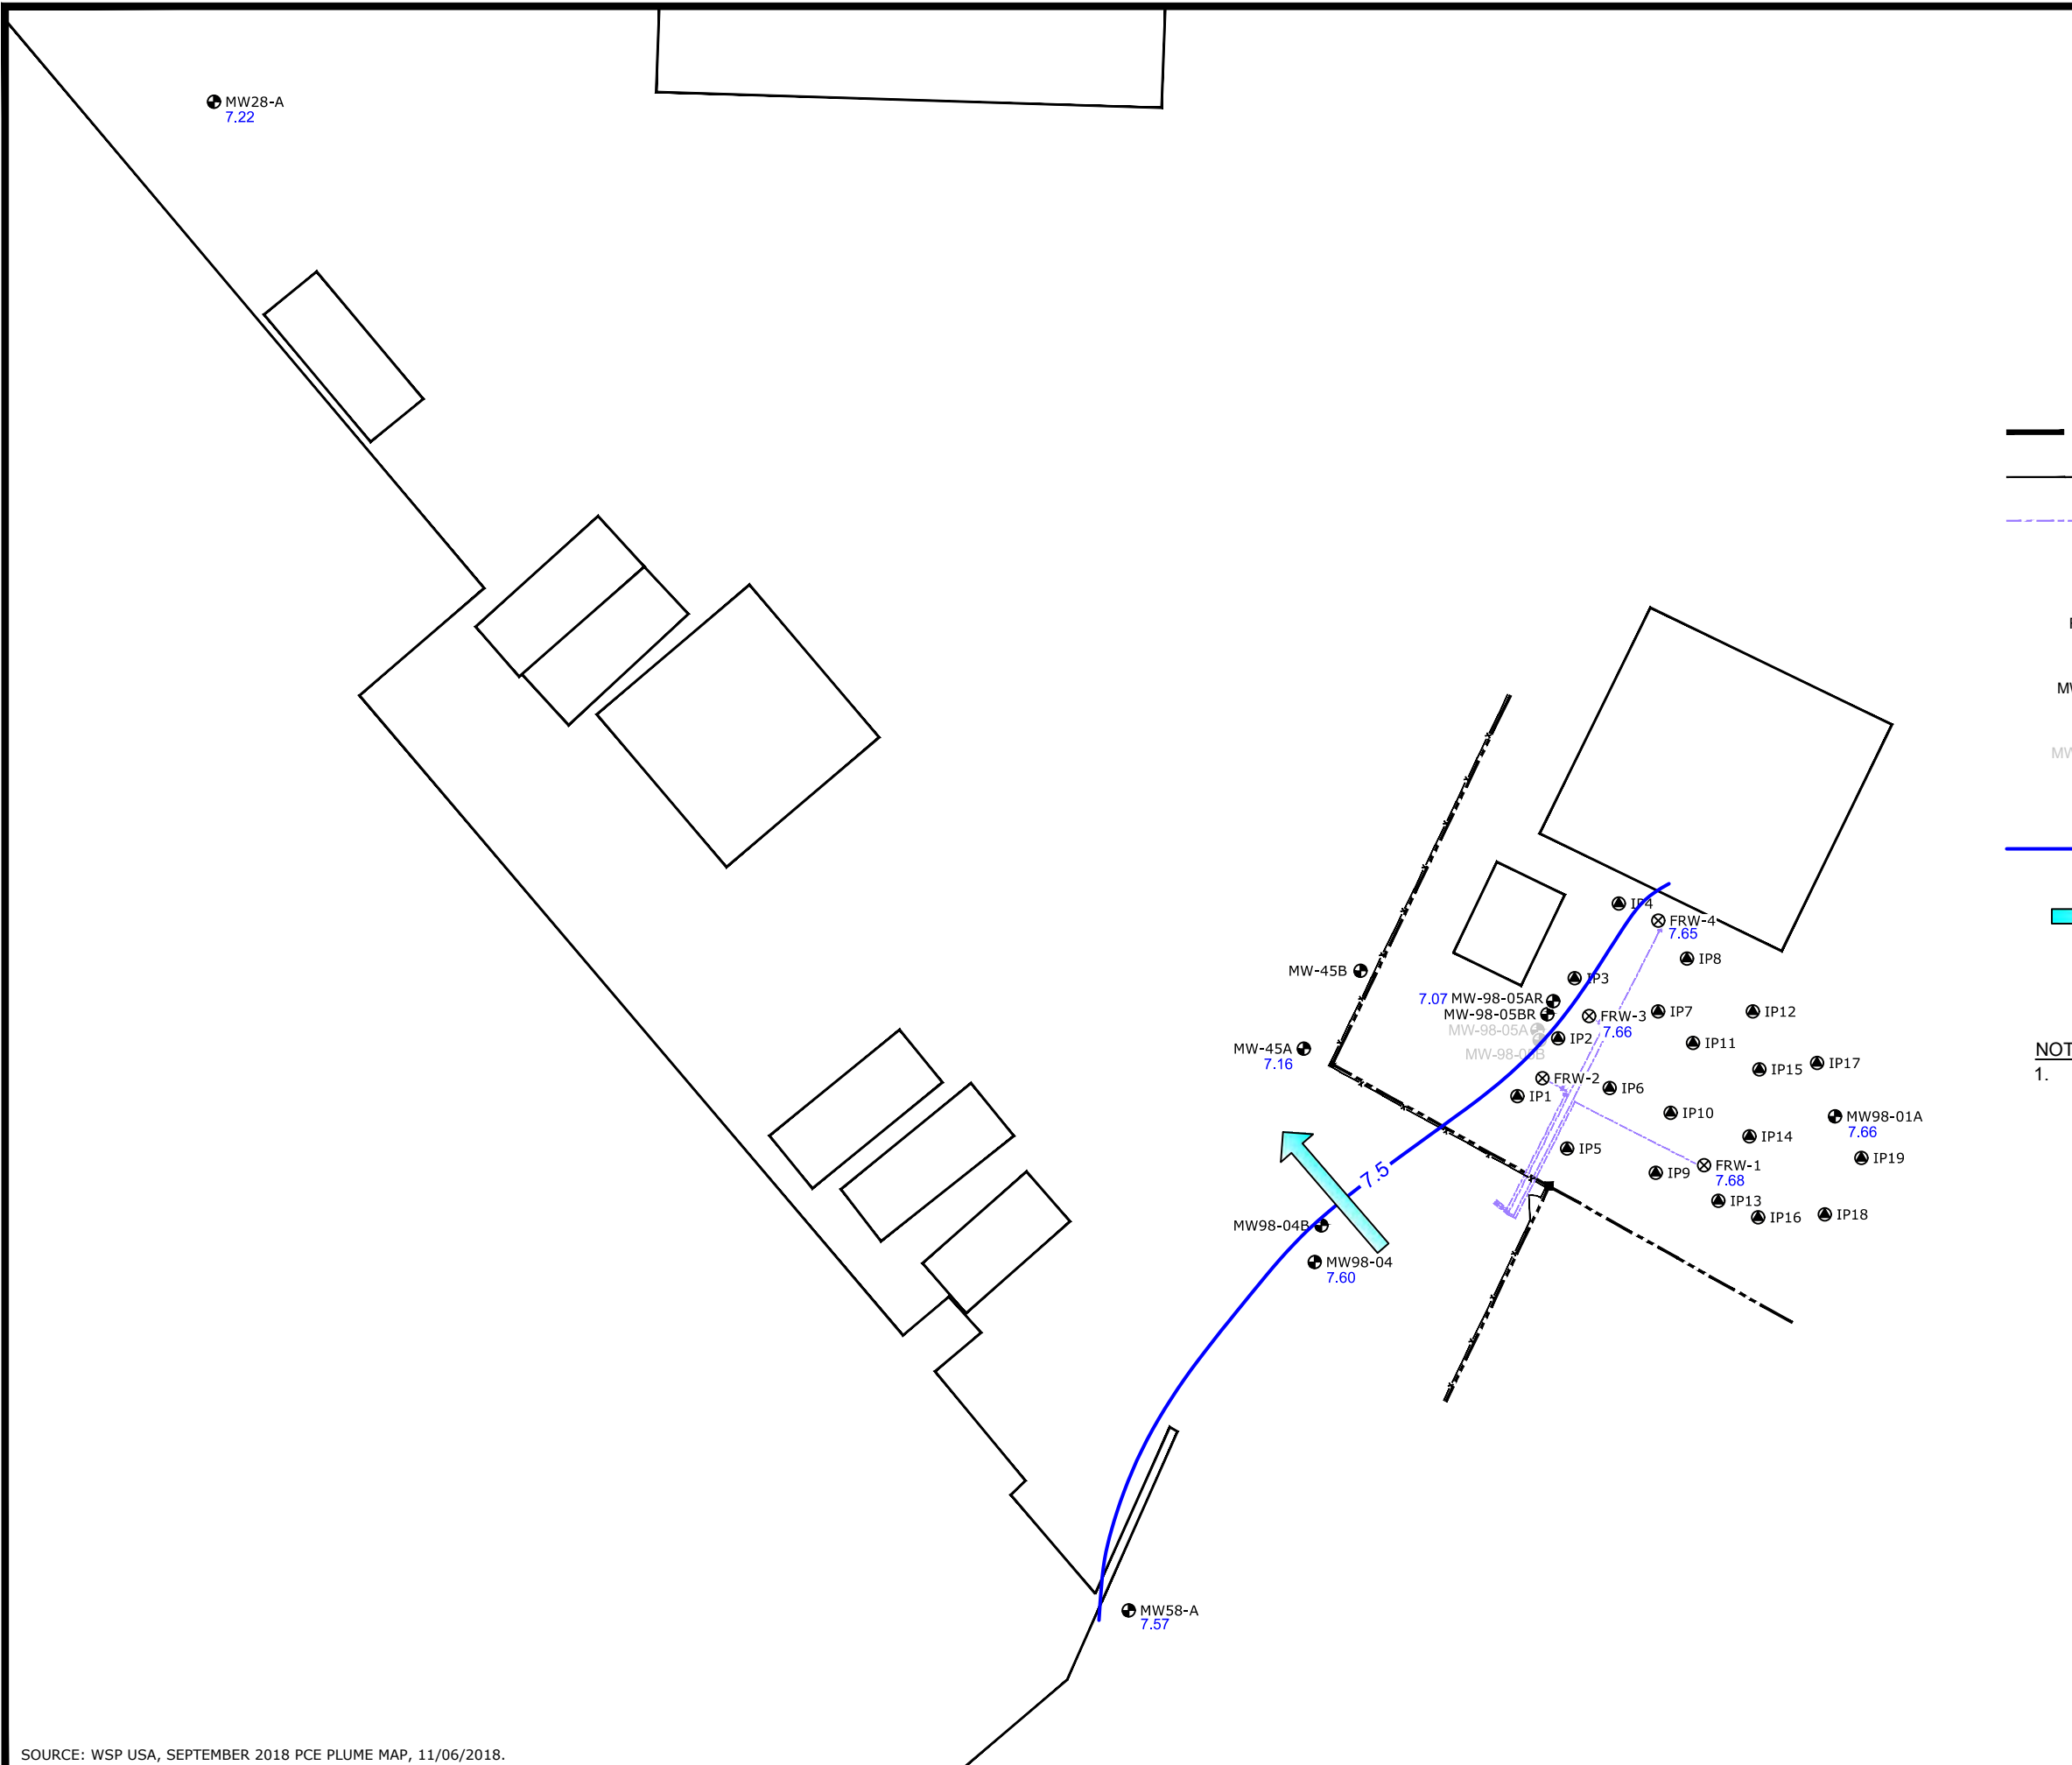 MW28-A
7.22
F
MW
MW
IP4
FRW-4
7.65
IP8
MW-45B
IP3
7.07 MW-98-05AR
MW-98-05BR
FRW-3
7.66
IP7
IP12
MW-98-05A
IP2
IP11
MW-45A
7.16
NOT
1.
IP15
IP17
FRW-2
IP1
IP6
IP10
MW98-01A
7.66
IP14
IP5
IP19
7.5
FRW-1
7.68
IP9
IP13
IP16
IP18
MW98-04B
MW98-04
7.60
MW58-A
7.57
SOURCE: WSP USA, SEPTEMBER 2018 PCE PLUME MAP, 11/06/2018.